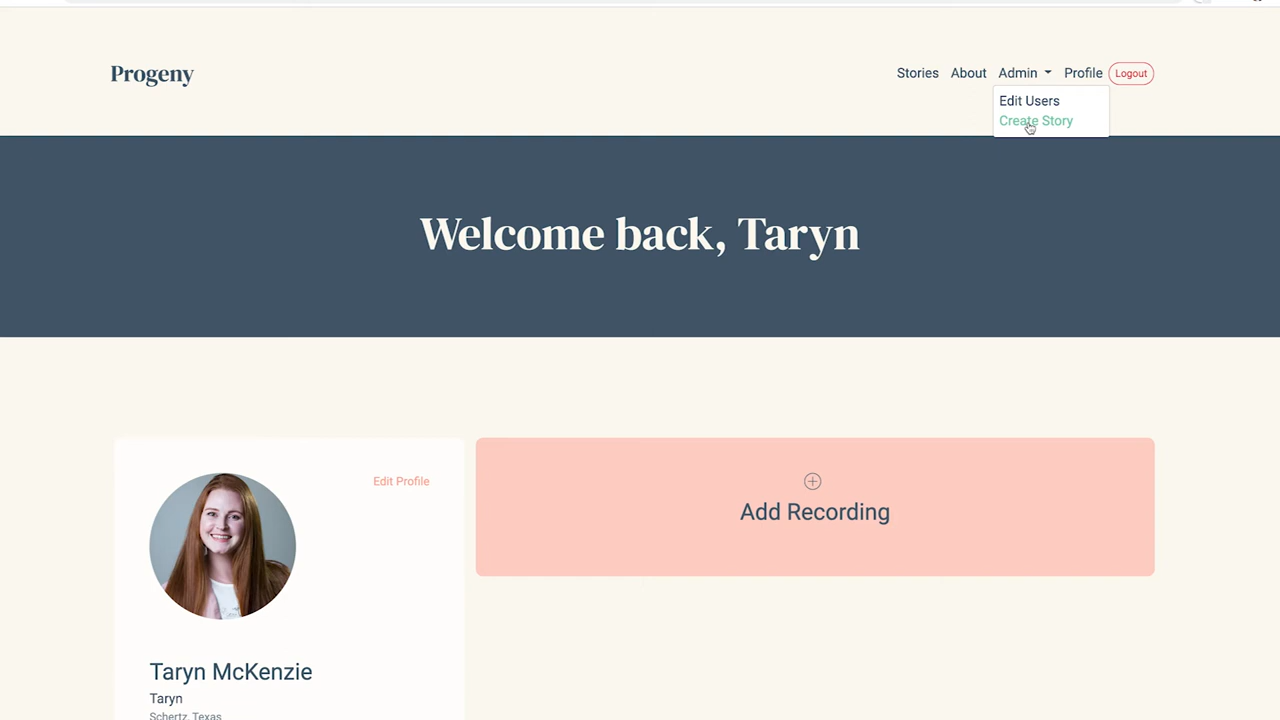 Progeny
Stories About Admin Profile Logout
Edit Users
Create Story
Welcome back, Taryn
Edit Profile
Add Recording
Taryn McKenzie
Taryn
Schertz, Texas